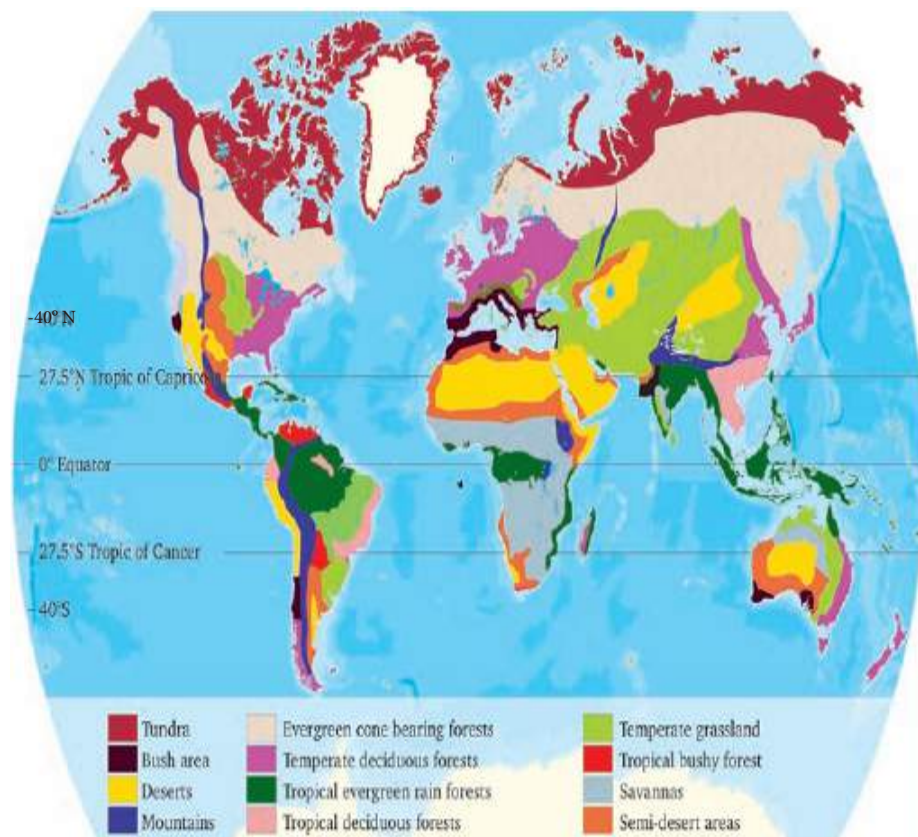 -40° N
27.5°N Tropic of Caprico
0° Equator
27.5°S Tropic of Cancer
40°S
Tundra
Bush area
Deserts
Mountains
Evergreen cone bearing forests
Temperate deciduous forests
Tropical evergreen rain forests
Tropical deciduous forests
Temperate grassland
Tropical bushy forest
Savannas
Semi-desert areas